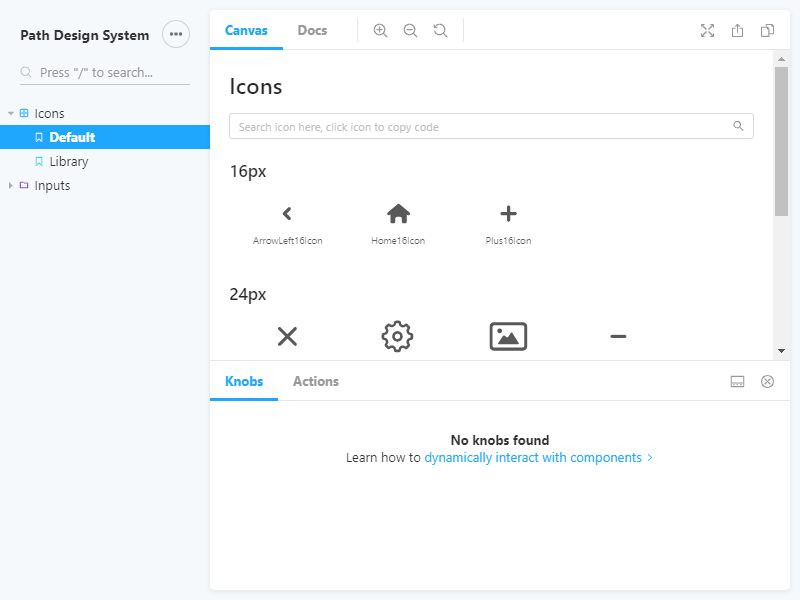 Path Design System
Press "/" to search...
Icons
Default
Library
Inputs
Canvas
Docs
Icons
Search icon here, click icon to copy code
16px
ArrowLeft16Icon
Home16Icon
Plus16Icon
24px
Knobs
Actions
No knobs found
Learn how to dynamically interact with components